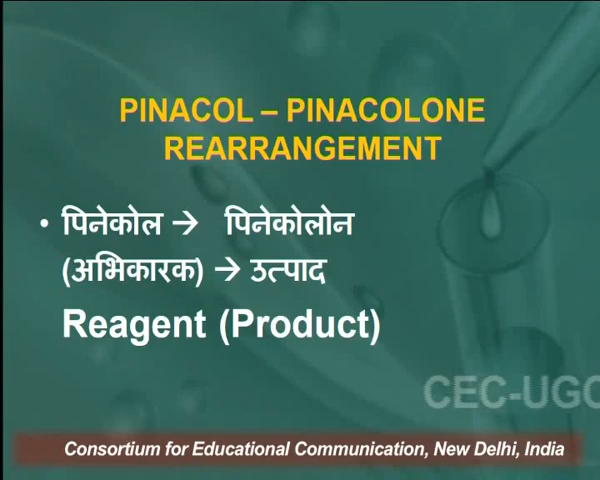 PINACOL – PINACOLONE
REARRANGEMENT
• पिनेकोल → पिनेकोलोन
(अभिकारक) → उत्पाद
Reagent (Product)
CEC-UGC
Consortium for Educational Communication, New Delhi, India